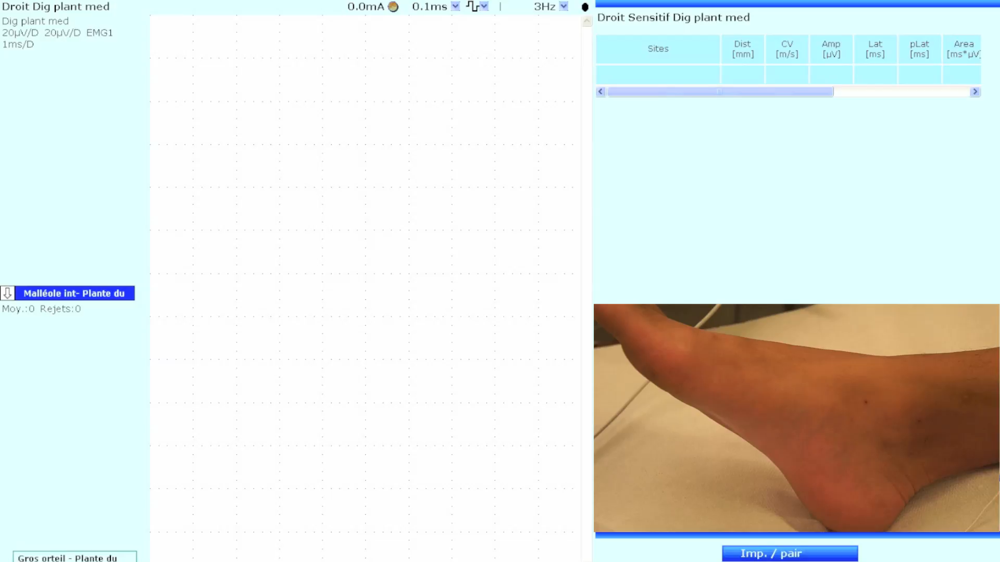 Droit Dig plant med
0.0mA 0.1ms 3Hz
Dig plant med
20µV/D 20µV/D EMG1
1ms/D
Malléole int- Plante du
Moy.:0 Rejets:0
Gros orteil - Plante du
Droit Sensitif Dig plant med
Sites Dist [mm] CV [m/s] Amp [µV] Lat [ms] pLat [ms] Area [ms*µV]
Imp. / pair